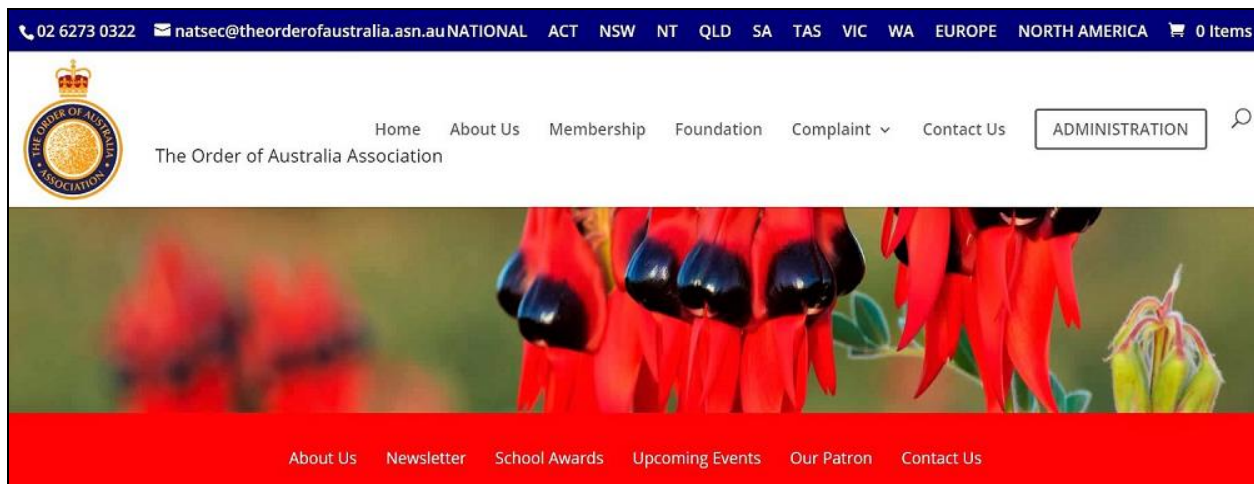 02 6273 0322 natsec@theorderofaustralia.asn.au NATIONAL ACT NSW NT QLD SA TAS VIC WA EUROPE NORTH AMERICA 0 Items
THE ORDER OF AUSTRALIA
ASSOCIATION
Home About Us Membership Foundation Complaint Contact Us ADMINISTRATION
The Order of Australia Association
About Us Newsletter School Awards Upcoming Events Our Patron Contact Us